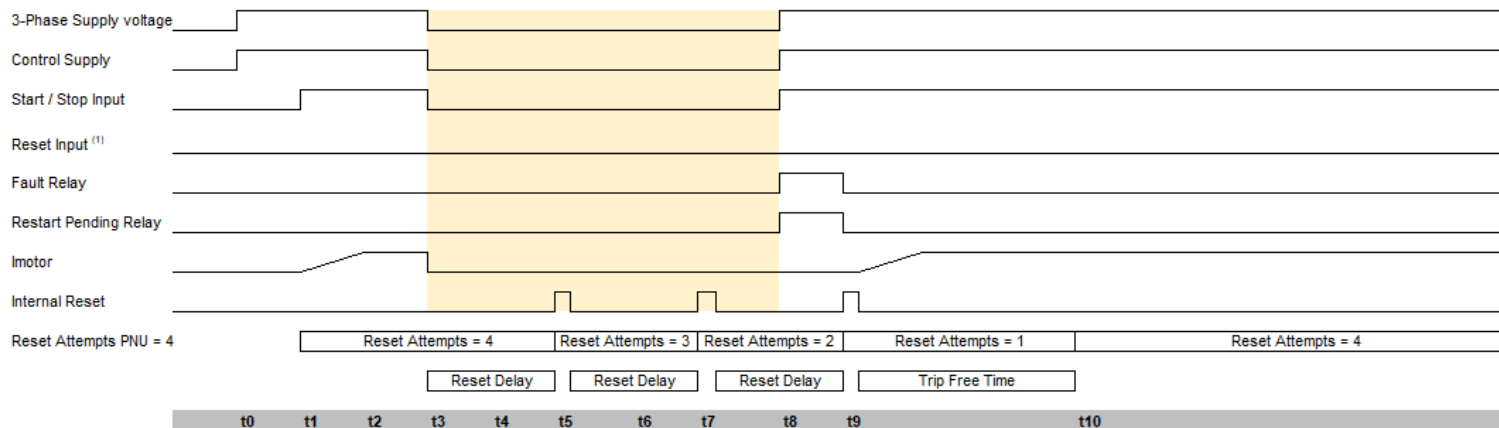 3-Phase Supply voltage
Control Supply
Start / Stop Input
Reset Input (1)
Fault Relay
Restart Pending Relay
Imotor
Internal Reset
Reset Attempts PNU = 4 Reset Attempts = 4 Reset Attempts = 3 Reset Attempts = 2 Reset Attempts = 1 Reset Attempts = 4
Reset Delay Reset Delay Reset Delay Trip Free Time
t0 t1 t2 t3 t4 t5 t6 t7 t8 t9 t10